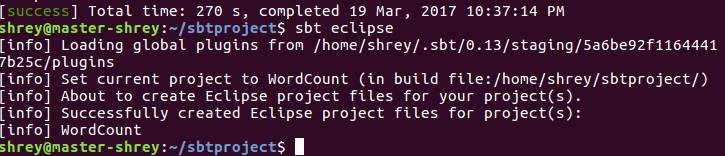 [success] Total time: 270 s, completed 19 Mar, 2017 10:37:14 PM
shrey@master-shrey:~/sbtproject$ sbt eclipse
[info] Loading global plugins from /home/shrey/.sbt/0.13/staging/5a6be92f1164441
7b25c/plugins
[info] Set current project to WordCount (in build file:/home/shrey/sbtproject/)
[info] About to create Eclipse project files for your project(s).
[info] Successfully created Eclipse project files for project(s):
[info] WordCount
shrey@master-shrey:~/sbtproject$